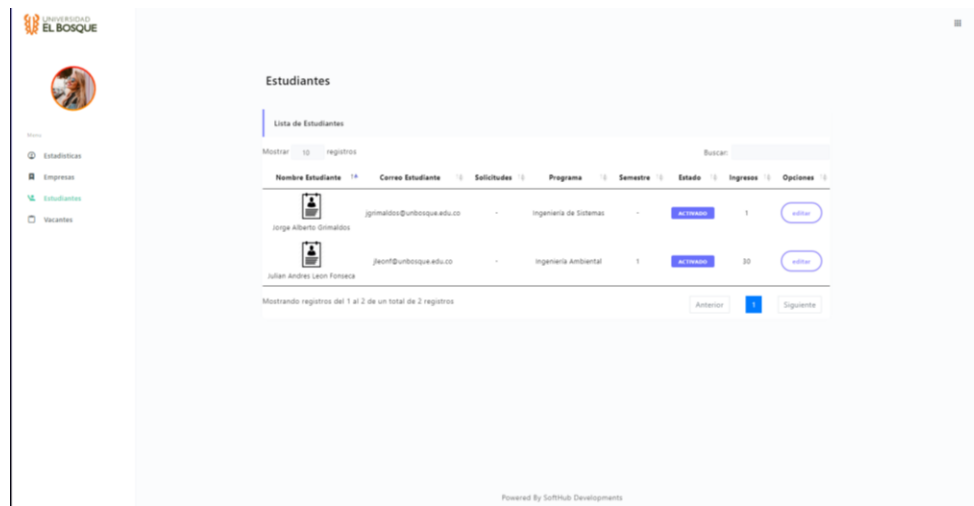 UNIVERSIDAD
EL BOSQUE
Menu
Estadísticas
Empresas
Estudiantes
Vacantes
Estudiantes
Lista de Estudiantes
Mostrar 10 registros
Buscar:
Nombre Estudiante Correo Estudiante Solicitudes Programa Semestre Estado Ingresos Opciones
jgrimaldos@unbosque.edu.co - Ingeniería de Sistemas - ACTIVADO 1 editar
Jorge Alberto Grimaldos
jleonf@unbosque.edu.co - Ingeniería Ambiental 1 ACTIVADO 30 editar
Julian Andres Leon Fonseca
Mostrando registros del 1 al 2 de un total de 2 registros
Anterior 1 Siguiente
Powered By SoftHub Developments